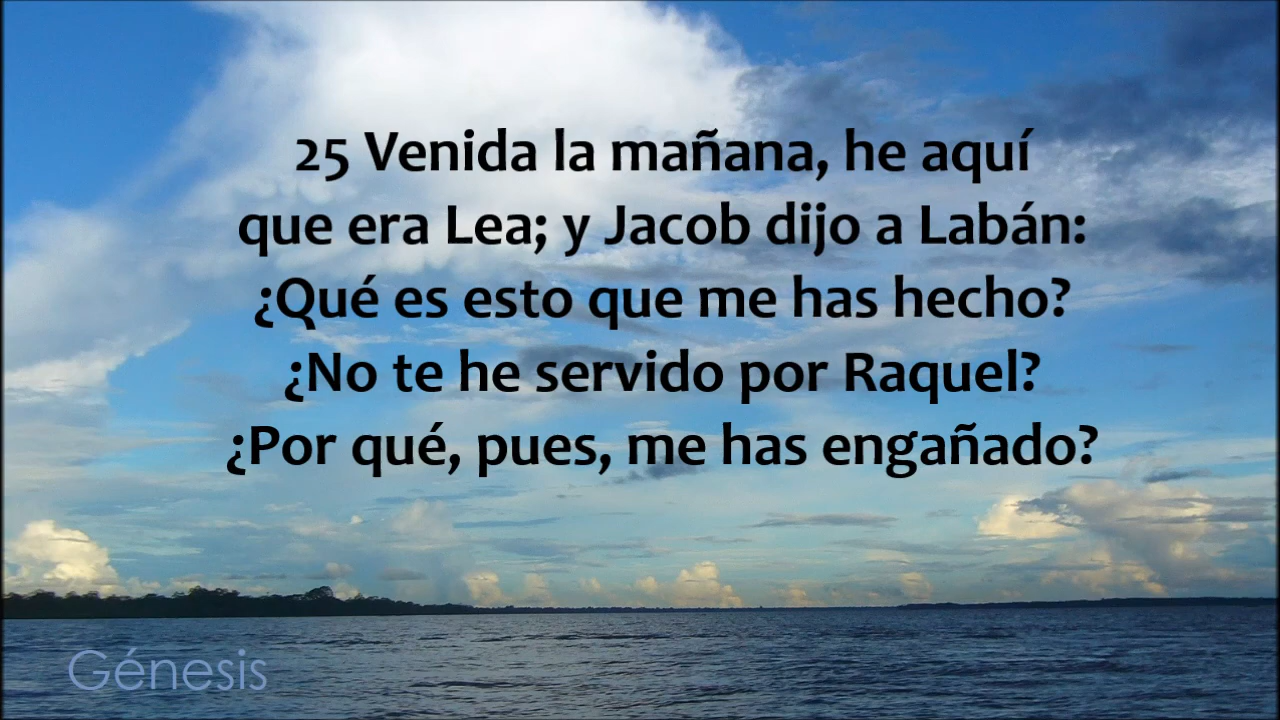 25 Venida la mañana, he aquí
que era Lea; y Jacob dijo a Labán:
¿Qué es esto que me has hecho?
¿No te he servido por Raquel?
¿Por qué, pues, me has engañado?
Génesis